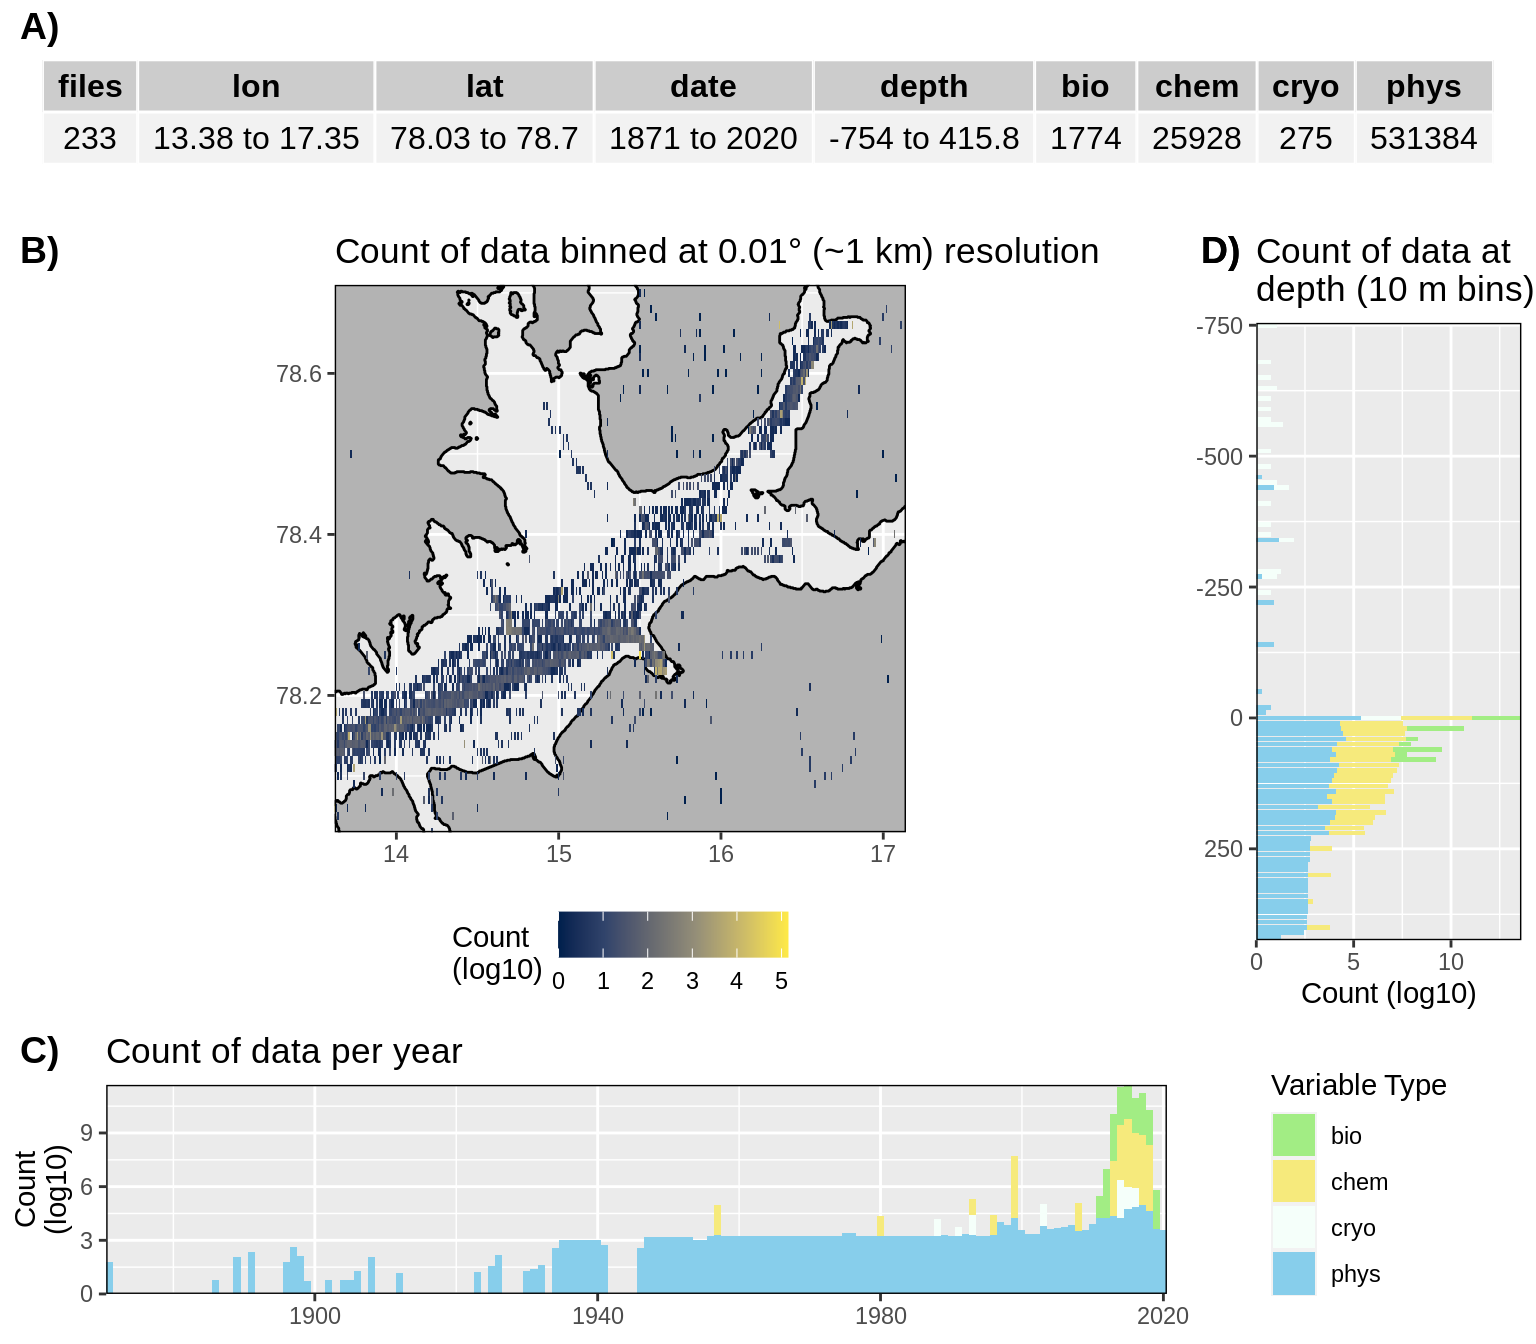 A)
files lon lat date depth bio chem cryo phys
233 13.38 to 17.35 78.03 to 78.7 1871 to 2020 -754 to 415.8 1774 25928 275 531384
B)
Count of data binned at 0.01° (~1 km) resolution
78.6
78.4
78.2
14 15 16 17
Count
(log10)
0 1 2 3 4 5
D)
Count of data at
depth (10 m bins)
-750
-500
-250
0
250
0 5 10
Count (log10)
C)
Count of data per year
Count
(log10)
9
6
3
0
1900 1940 1980 2020
Variable Type
bio
chem
cryo
phys